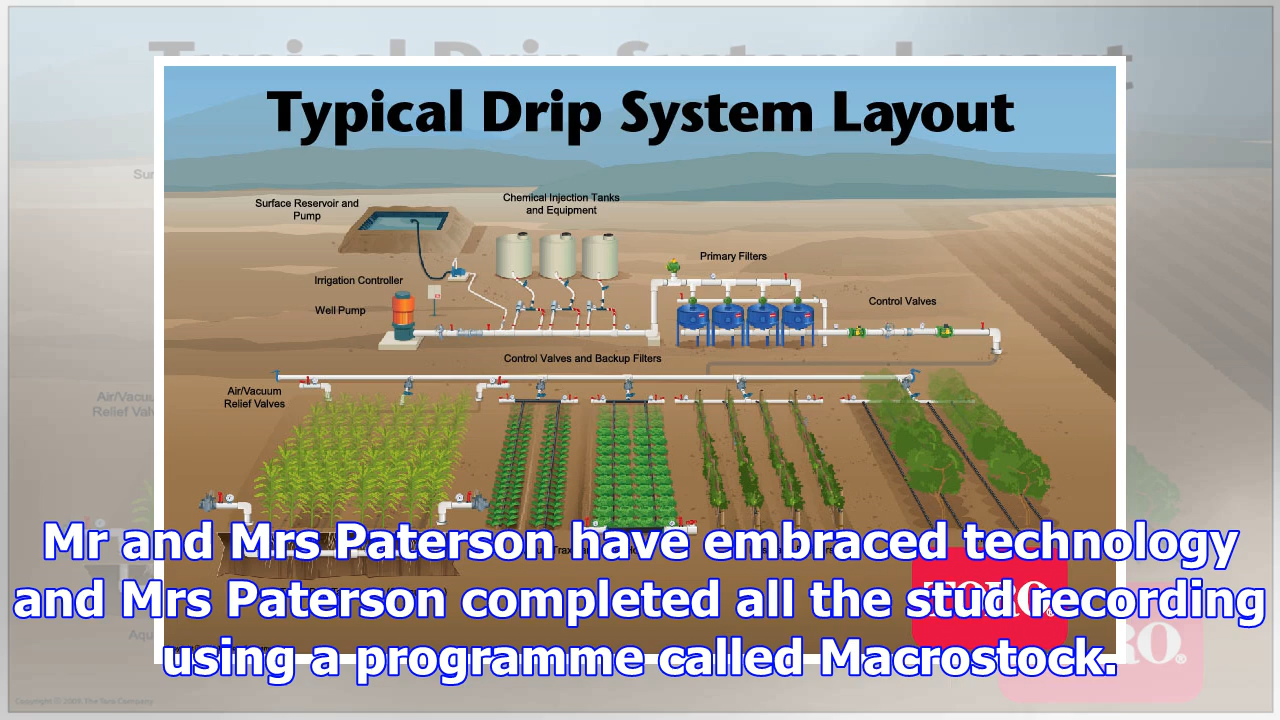 Typical Drip System Layout
Chemical Injection Tanks
and Equipment
Surface Reservoir and
Pump
Primary Filters
Irrigation Controller
Control Valves
Well Pump
Control Valves and Backup Filters
Air/Vacuum
Relief Valves
Mr and Mrs Paterson have embraced technology
and Mrs Paterson completed all the stud recording
using a programme called Macrostock.
TORO